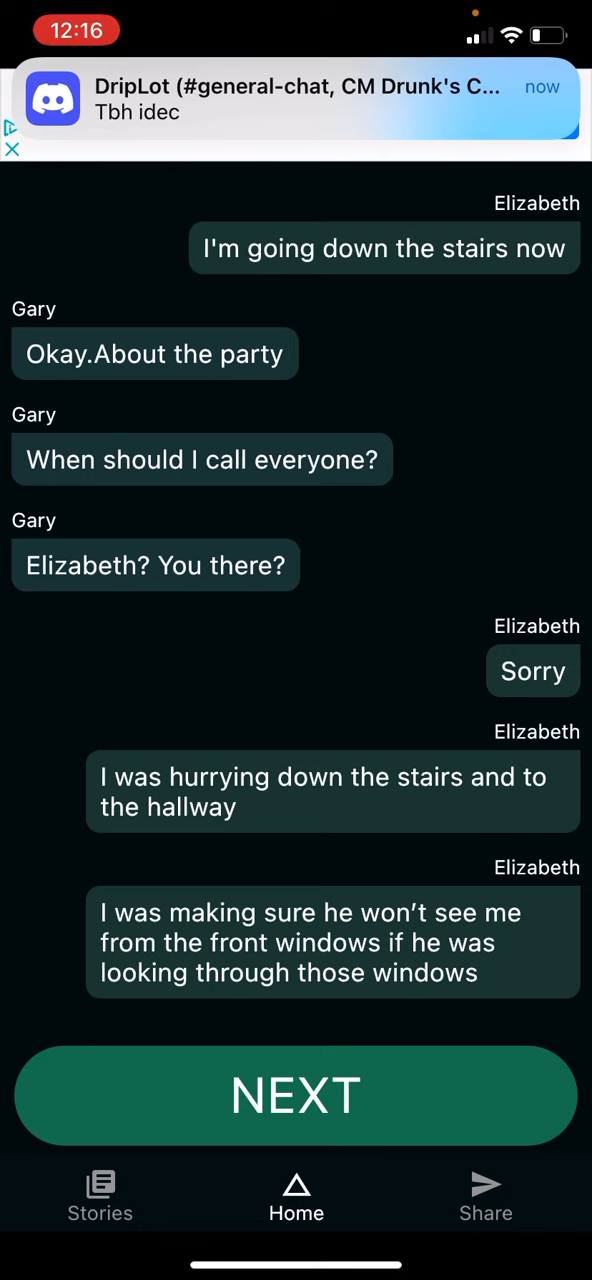 12:16
DripLot (#general-chat, CM Drunk's C...
now
Tbh idec
Elizabeth
I'm going down the stairs now
Gary
Okay.About the party
Gary
When should I call everyone?
Gary
Elizabeth? You there?
Elizabeth
Sorry
Elizabeth
I was hurrying down the stairs and to
the hallway
Elizabeth
I was making sure he won’t see me
from the front windows if he was
looking through those windows
NEXT
Stories
Home
Share